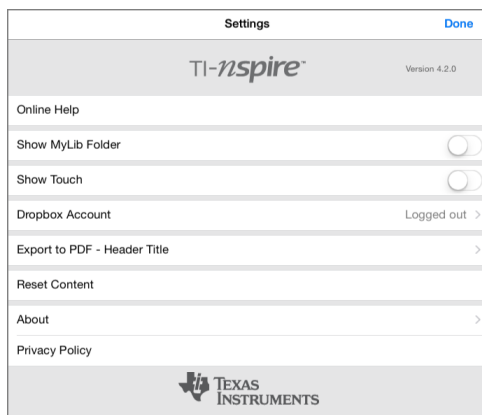 Settings Done
TI-nspire™ Version 4.2.0
Online Help
Show MyLib Folder
Show Touch
Dropbox Account Logged out >
Export to PDF - Header Title >
Reset Content
About >
Privacy Policy
TEXAS
INSTRUMENTS